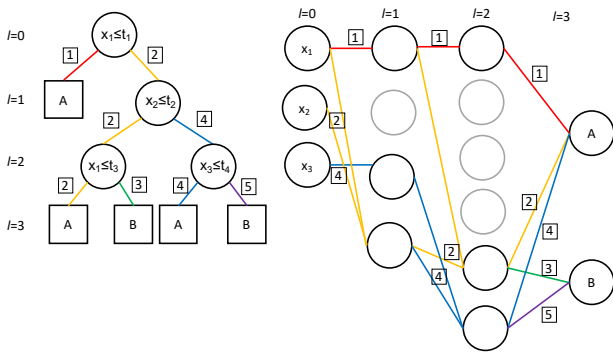 l=0
x₁≤t₁
1
2
l=1
A
x₂≤t₂
2
4
l=2
x₁≤t₃
x₃≤t₄
2
3
4
5
l=3
A
B
A
B
l=0
l=1
l=2
l=3
x₁
1
1
1
x₂
2
A
x₃
4
2
4
2
4
3
B
5